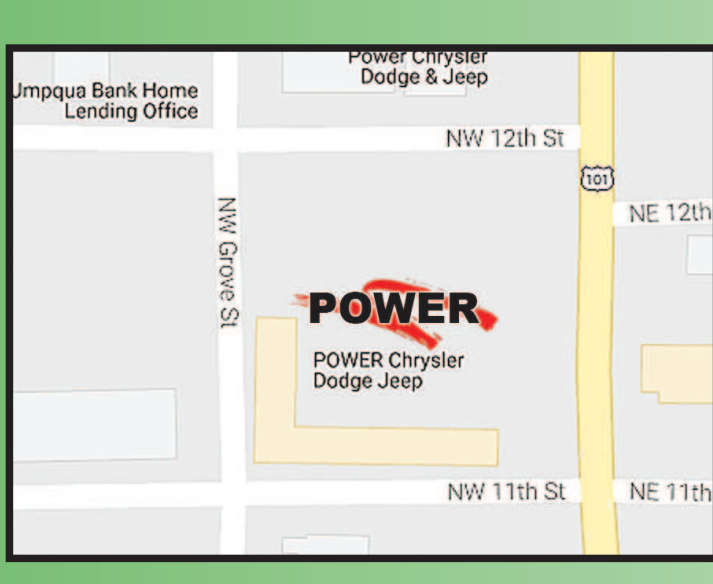 Power Chrysler
Dodge & Jeep
Umpqua Bank Home
Lending Office
NW 12th St
101
NE 12th
NW Grove St
POWER
POWER Chrysler
Dodge Jeep
NW 11th St
NE 11th